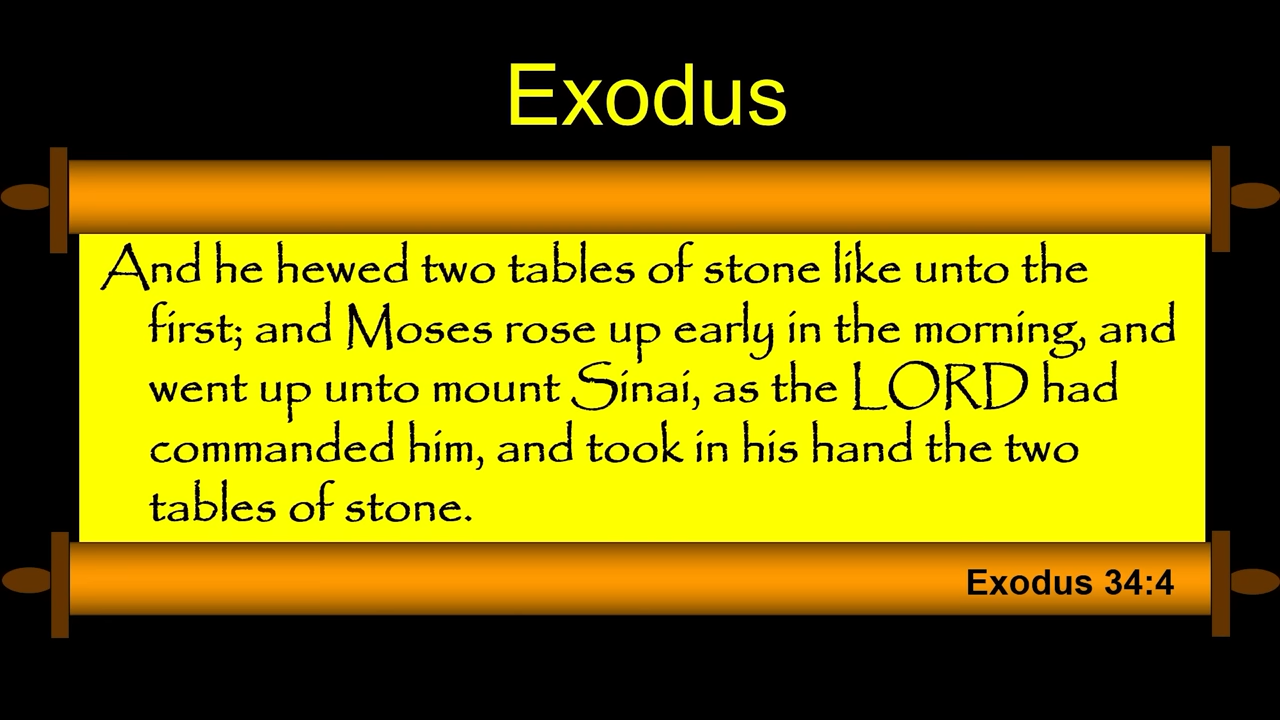 Exodus
And he hewed two tables of stone like unto the
first; and Moses rose up early in the morning, and
went up unto mount Sinai, as the LORD had
commanded him, and took in his hand the two
tables of stone.
Exodus 34:4